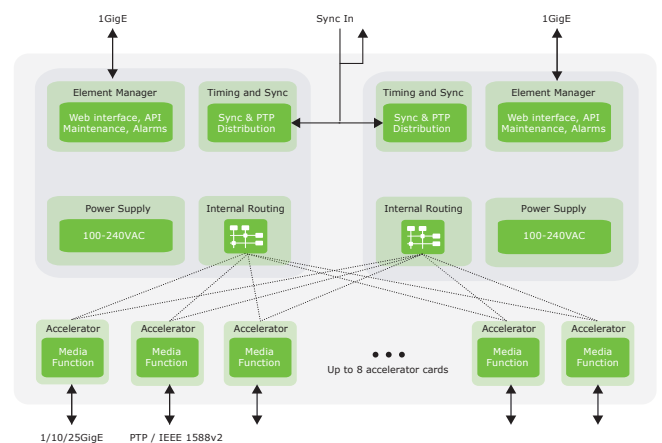 1GigE
Sync In
1GigE
Element Manager
Timing and Sync
Timing and Sync
Element Manager
Web interface, API
Maintenance, Alarms
Sync & PTP
Distribution
Sync & PTP
Distribution
Web interface, API
Maintenance, Alarms
Power Supply
Internal Routing
Internal Routing
Power Supply
100-240VAC
100-240VAC
Accelerator
Accelerator
Accelerator
Accelerator
Accelerator
Media
Function
Media
Function
Media
Function
Media
Function
Media
Function
Up to 8 accelerator cards
1/10/25GigE
PTP / IEEE 1588v2